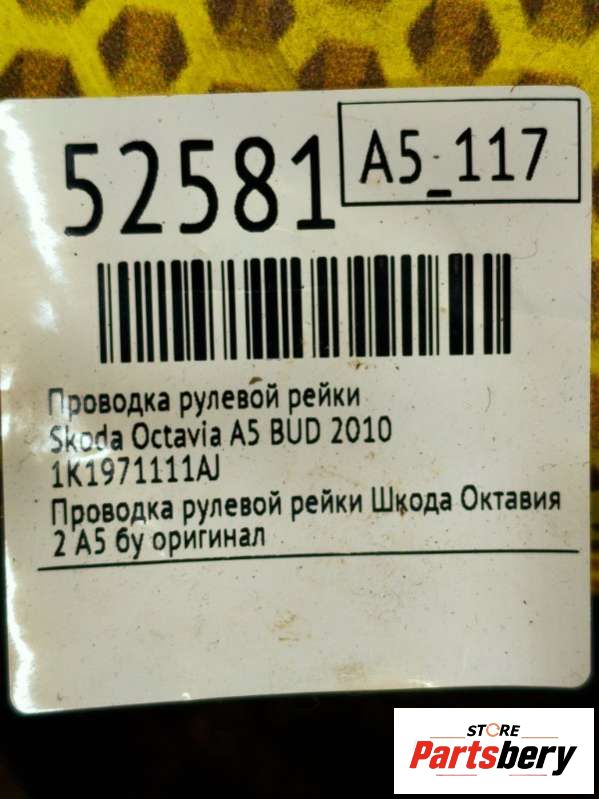 52581
A5_117
Проводка рулевой рейки
Skoda Octavia A5 BUD 2010
1K1971111AJ
Проводка рулевой рейки Шкода Октавия
2 A5 бу оригинал
STORE
Partsbery